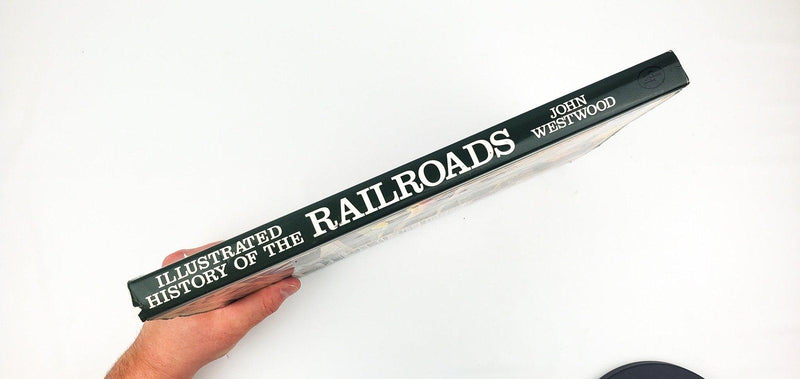 ILLUSTRATED
HISTORY OF THE
RAILROADS
JOHN
WESTWOOD